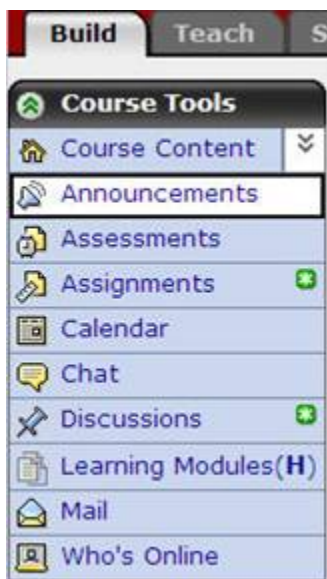 Build Teach S
Course Tools
Course Content
Announcements
Assessments
Assignments
Calendar
Chat
Discussions
Learning Modules(H)
Mail
Who's Online